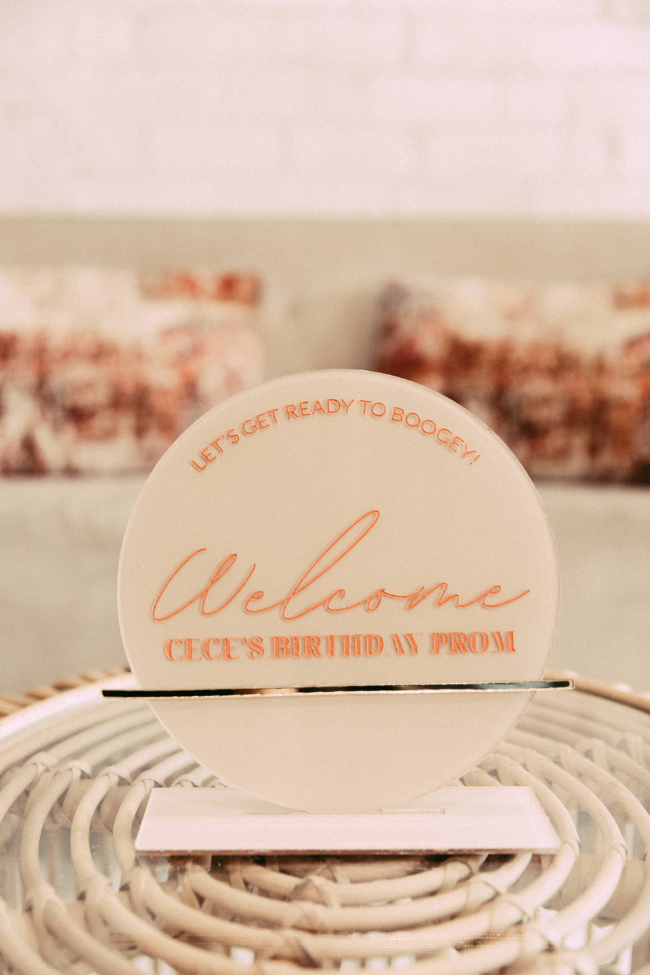 LET'S GET READY TO BOOGEY!
Welcome
CECE'S BIRTHDAY PROM